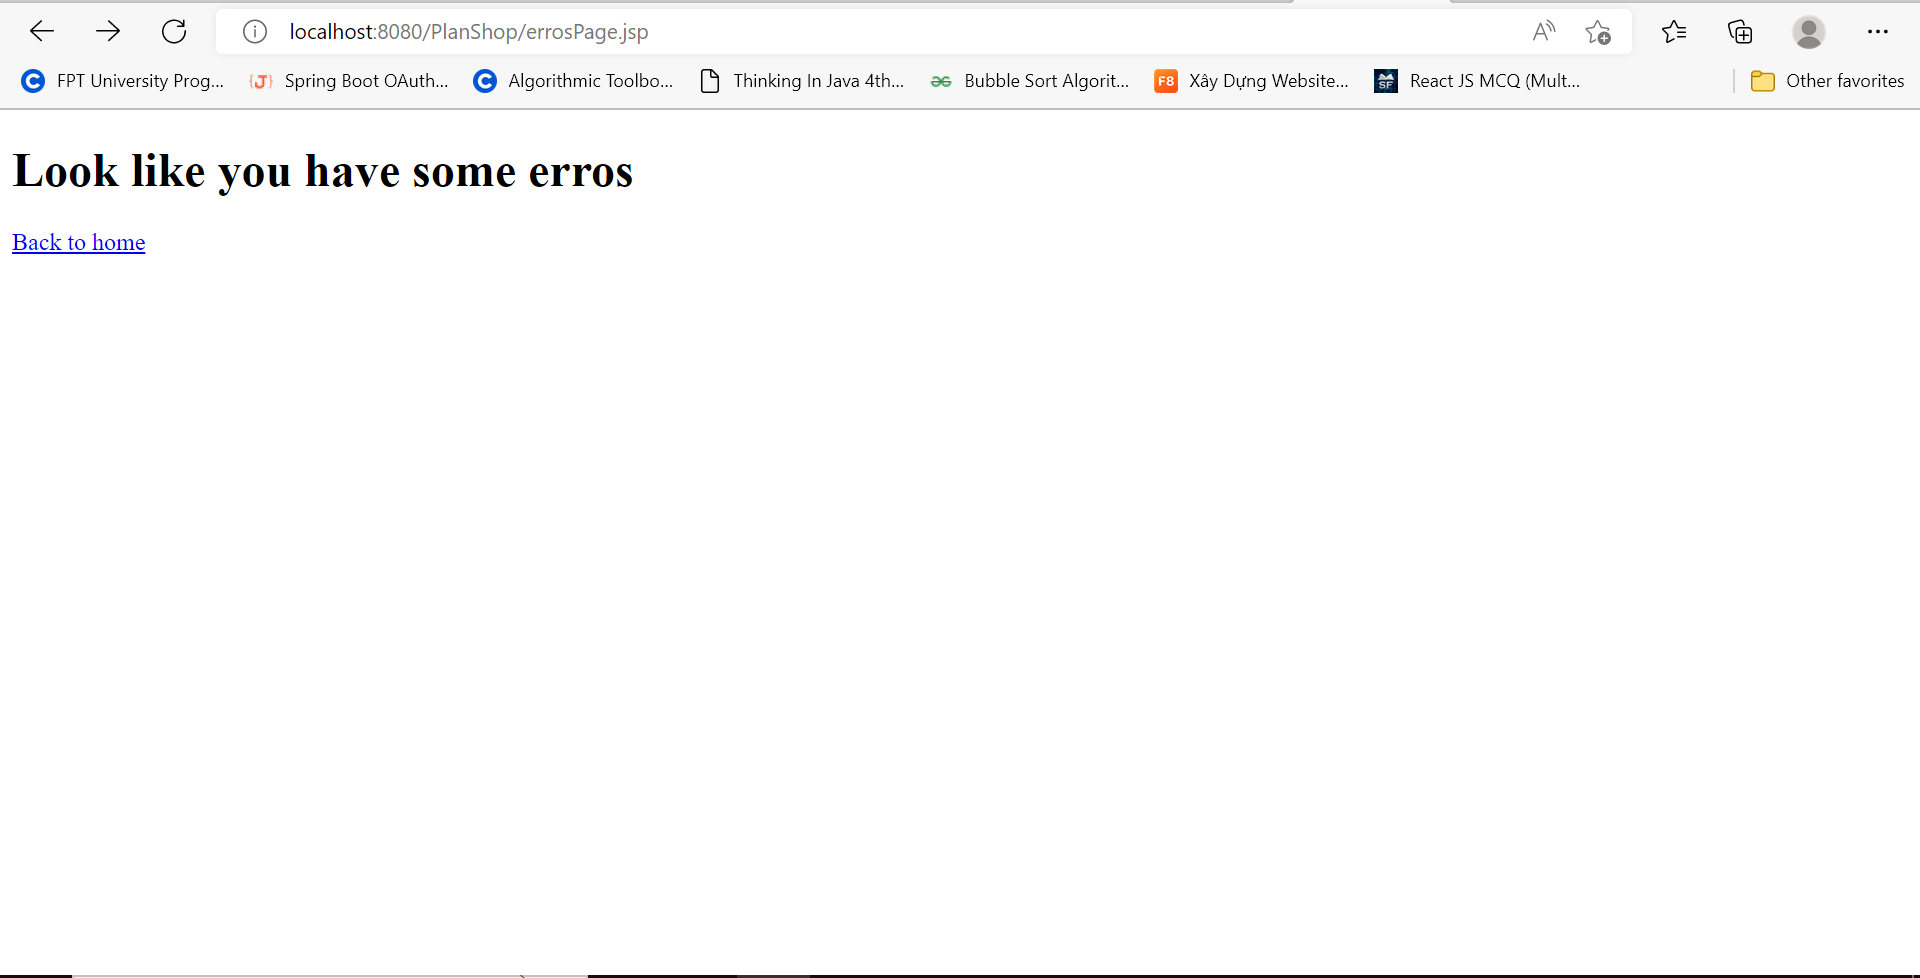 localhost:8080/PlanShop/errosPage.jsp
FPT University Prog... Spring Boot OAuth... Algorithmic Toolbo... Thinking In Java 4th... Bubble Sort Algorit... F8 Xây Dựng Website... SF React JS MCQ (Mult... Other favorites
Look like you have some erros
Back to home